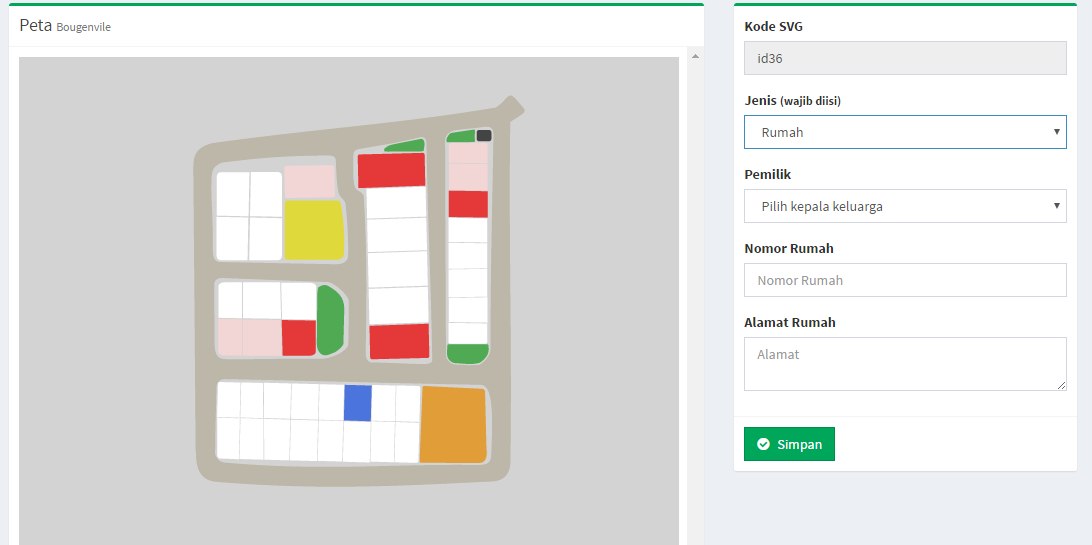 Peta Bougenvile
Kode SVG
id36
Jenis (wajib diisi)
Rumah
Pemilik
Pilih kepala keluarga
Nomor Rumah
Nomor Rumah
Alamat Rumah
Alamat
Simpan